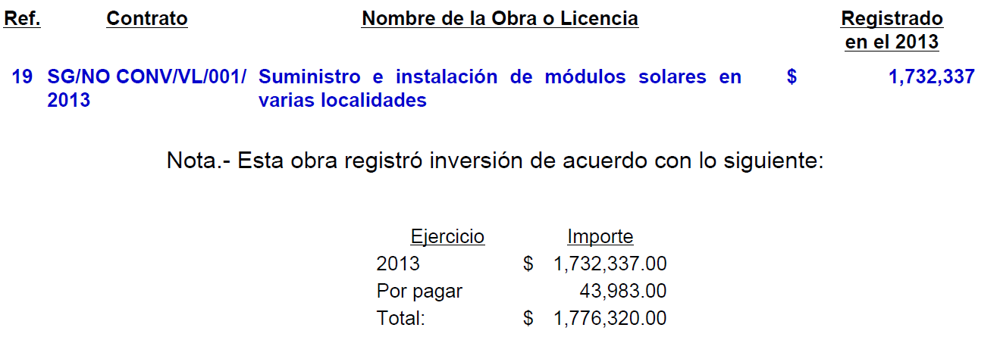 Ref. Contrato Nombre de la Obra o Licencia Registrado
en el 2013
19 SG/NO CONV/VL/001/ Suministro e instalación de módulos solares en $ 1,732,337
2013 varias localidades
Nota.- Esta obra registró inversión de acuerdo con lo siguiente:
Ejercicio Importe
2013 $ 1,732,337.00
Por pagar 43,983.00
Total: $ 1,776,320.00